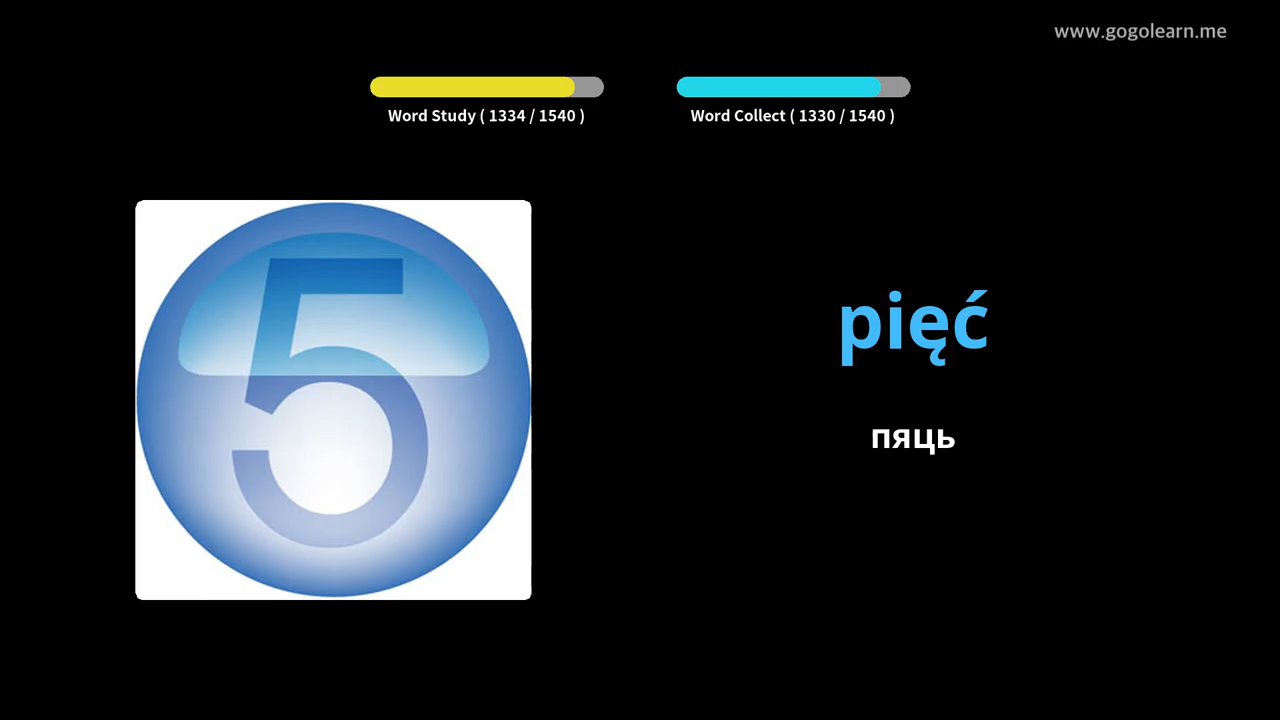 www.gogolearn.me
Word Study ( 1334 / 1540 )
Word Collect ( 1330 / 1540 )
5
pięć
пяць